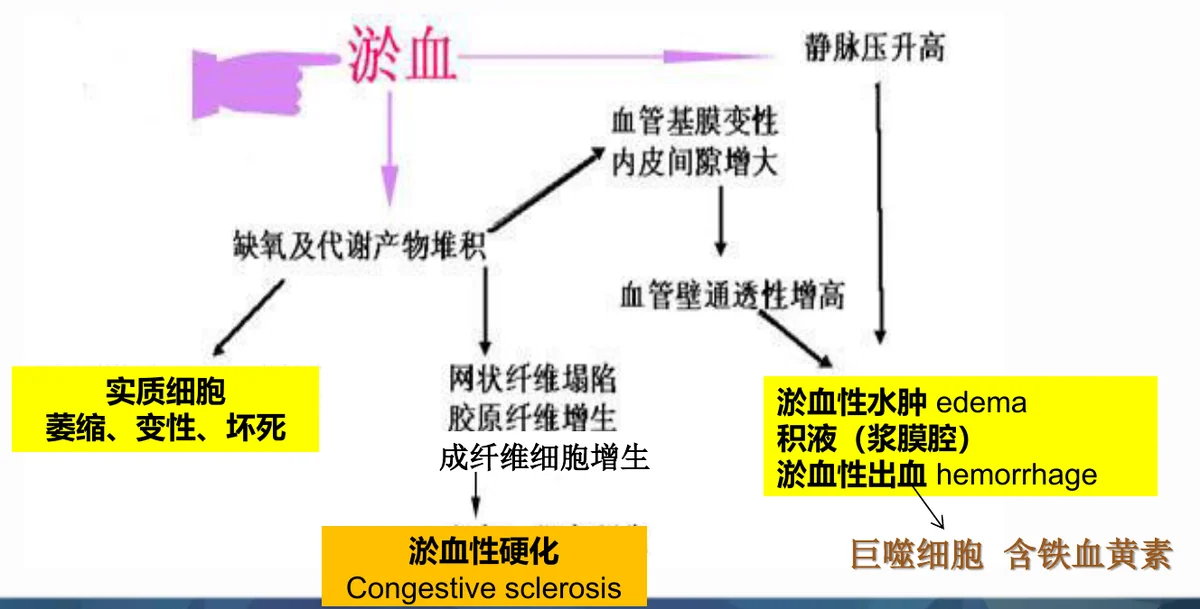 淤血
静脉压升高
血管基膜变性
内皮间隙增大
缺氧及代谢产物堆积
血管壁通透性增高
实质细胞
萎缩、变性、坏死
网状纤维塌陷
胶原纤维增生
成纤维细胞增生
淤血性水肿 edema
积液（浆膜腔）
淤血性出血 hemorrhage
淤血性硬化
Congestive sclerosis
巨噬细胞 含铁血黄素